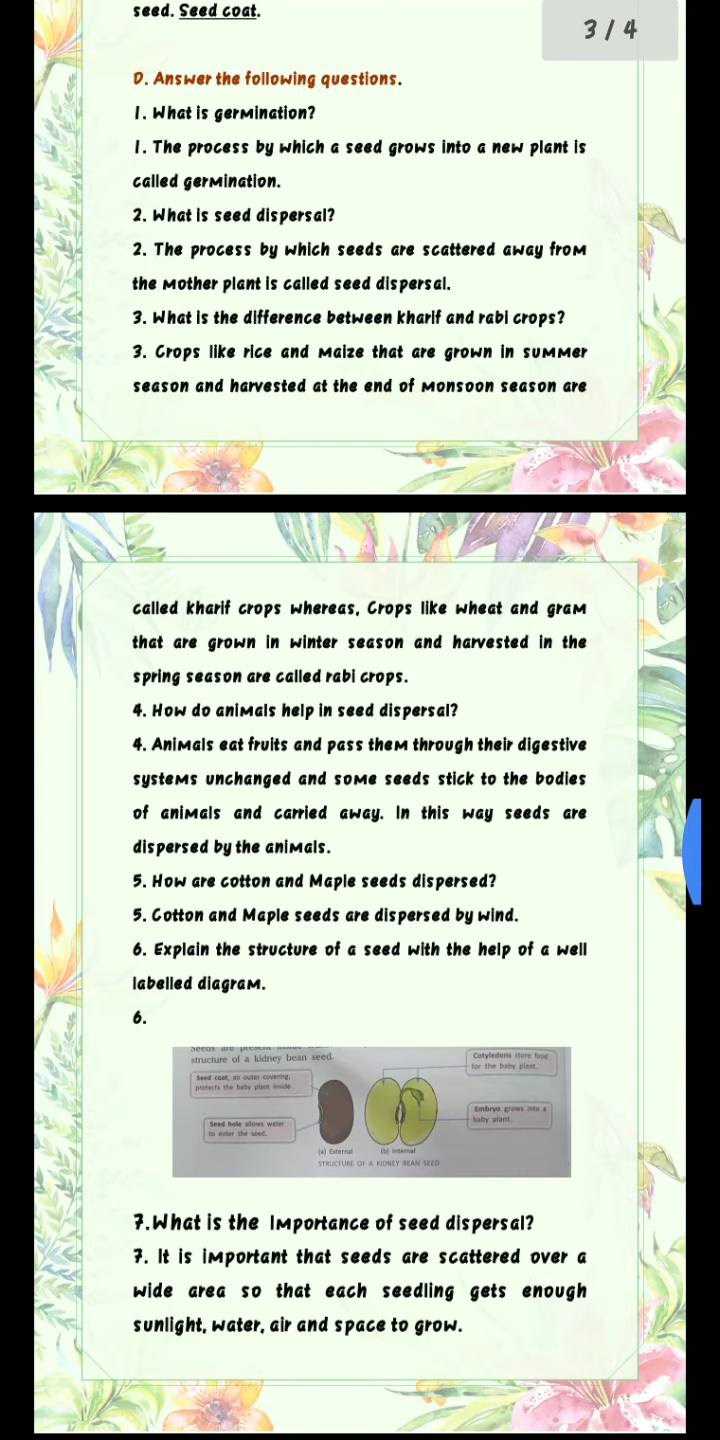 seed. Seed coat.
3 / 4
D. Answer the following questions.
1. What is germination?
1. The process by which a seed grows into a new plant is
called germination.
2. What is seed dispersal?
2. The process by which seeds are scattered away from
the mother plant is called seed dispersal.
3. What is the difference between kharif and rabi crops?
3. Crops like rice and maize that are grown in summer
season and harvested at the end of monsoon season are
called kharif crops whereas, Crops like wheat and gram
that are grown in winter season and harvested in the
spring season are called rabi crops.
4. How do animals help in seed dispersal?
4. Animals eat fruits and pass them through their digestive
systems unchanged and some seeds stick to the bodies
of animals and carried away. In this way seeds are
dispersed by the animals.
5. How are cotton and Maple seeds dispersed?
5. Cotton and Maple seeds are dispersed by wind.
6. Explain the structure of a seed with the help of a well
labelled diagram.
6.
Seeds are present
structure of a kidney bean seed.
Seed coat, an outer covering,
protects the baby plant inside.
Seed hole allows water
to enter the seed.
Cotyledons store food
for the baby plant.
Embryo grows into a
baby plant.
(a) External
(b) Internal
STRUCTURE OF A KIDNEY BEAN SEED
7.What is the Importance of seed dispersal?
7. It is important that seeds are scattered over a
wide area so that each seedling gets enough
sunlight, water, air and space to grow.